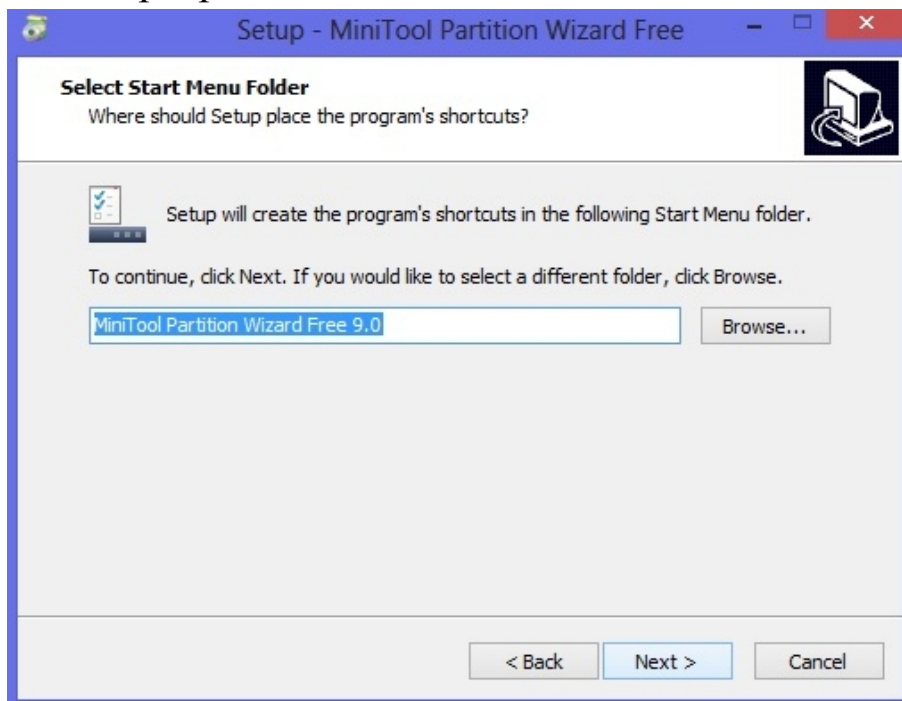 Setup - MiniTool Partition Wizard Free
Select Start Menu Folder
Where should Setup place the program's shortcuts?
Setup will create the program's shortcuts in the following Start Menu folder.
To continue, click Next. If you would like to select a different folder, click Browse.
MiniTool Partition Wizard Free 9.0
Browse...
< Back
Next >
Cancel